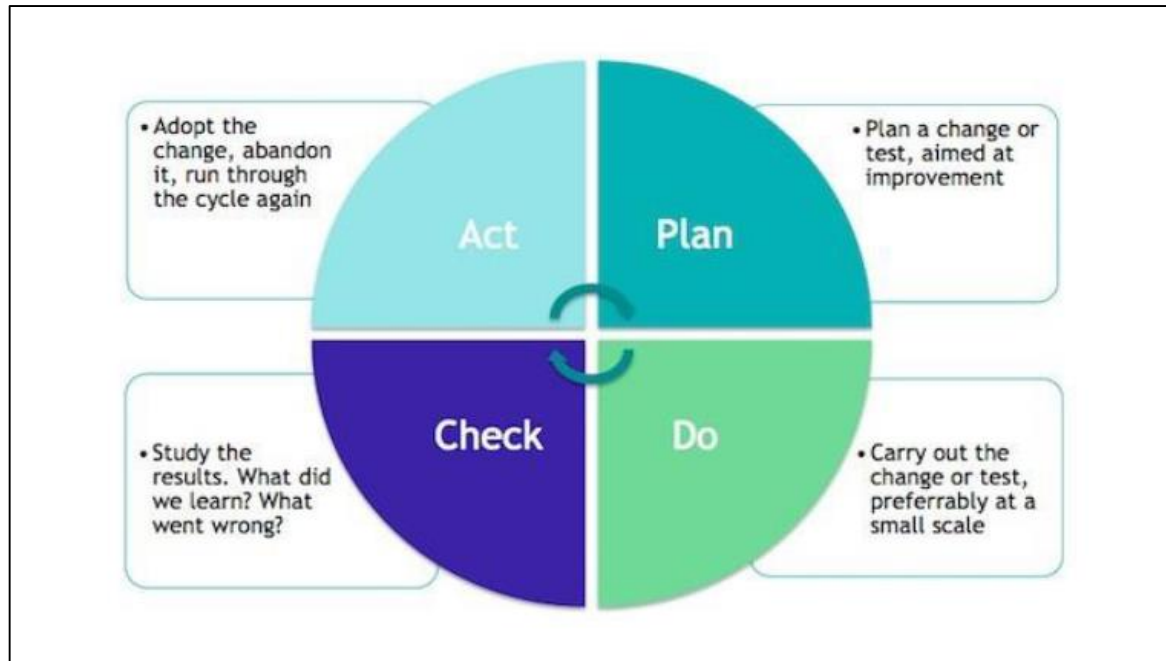 • Adopt the
change, abandon
it, run through
the cycle again
Act
Plan
• Plan a change or
test, aimed at
improvement
• Study the
results. What did
we learn? What
went wrong?
Check
Do
• Carry out the
change or test,
preferrably at a
small scale